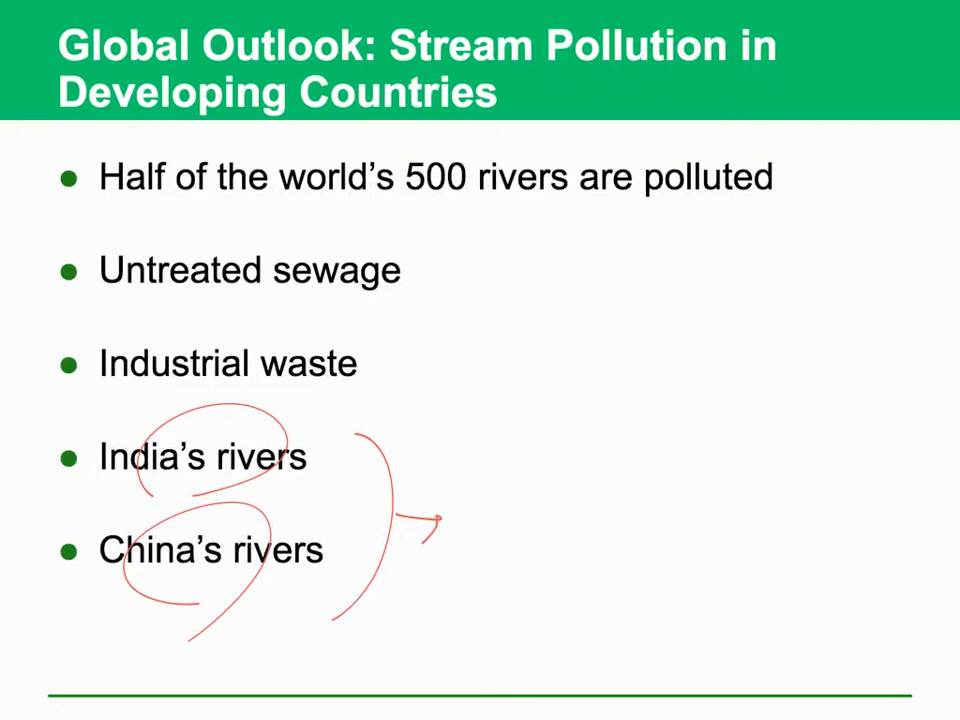 Global Outlook: Stream Pollution in
Developing Countries
● Half of the world’s 500 rivers are polluted
● Untreated sewage
● Industrial waste
● India’s rivers
● China’s rivers